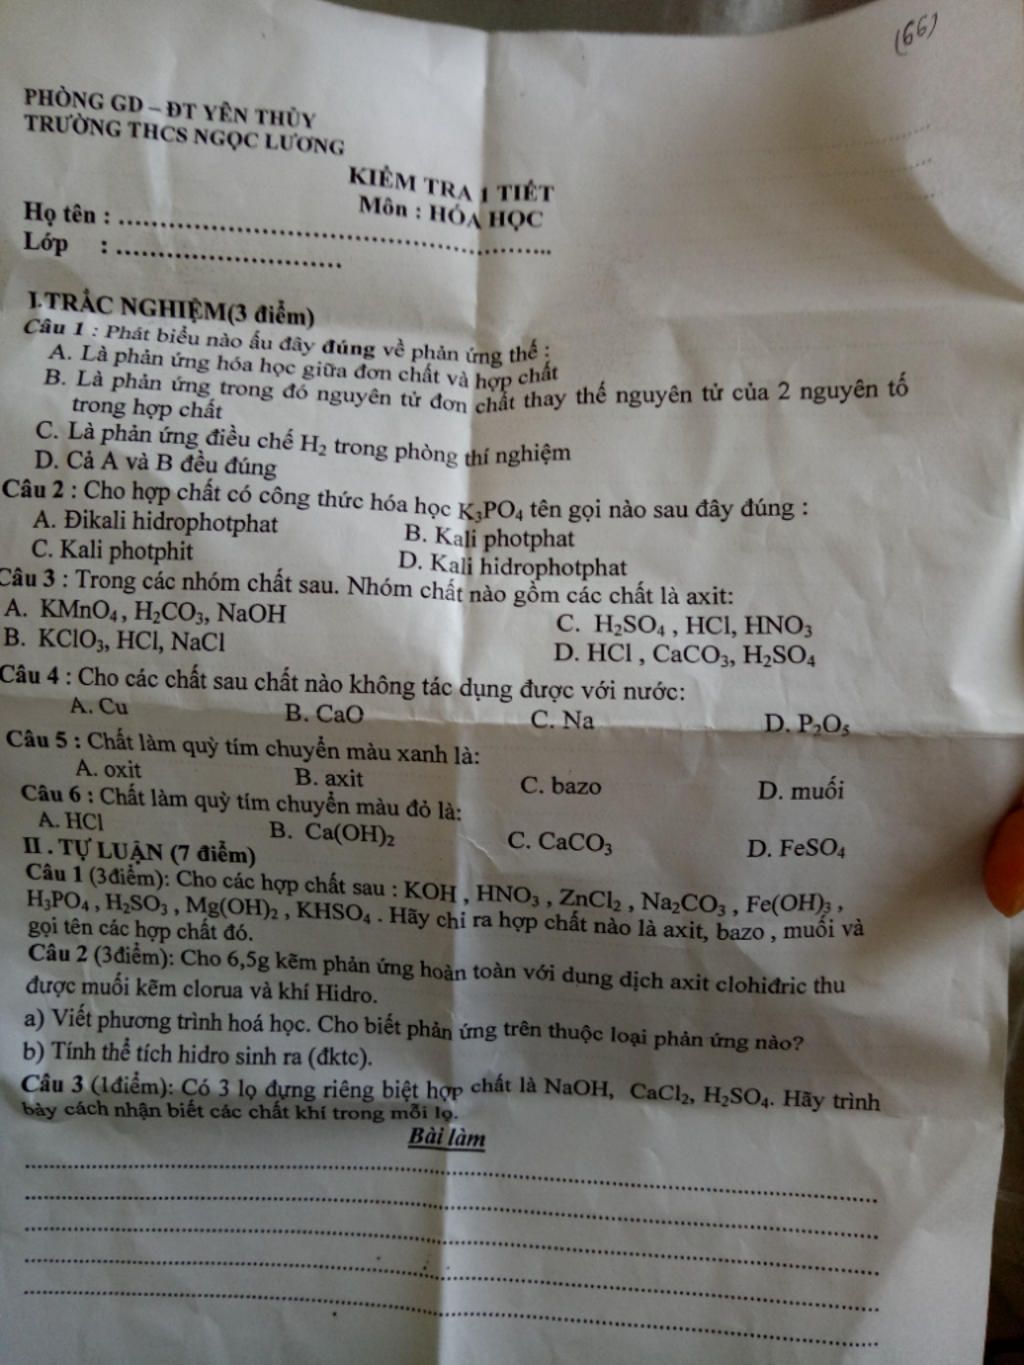 (66)
PHÒNG GD – ĐT YÊN THỦY
TRƯỜNG THCS NGỌC LƯƠNG
KIỂM TRA 1 TIẾT
Môn : HÓA HỌC
Họ tên : ......................................................
Lớp : ...........................
I.TRẮC NGHIỆM(3 điểm)
Câu 1 : Phát biểu nào ấu đây đúng về phản ứng thế :
A. Là phản ứng hóa học giữa đơn chất và hợp chất
B. Là phản ứng trong đó nguyên tử đơn chất thay thế nguyên tử của 2 nguyên tố
trong hợp chất
C. Là phản ứng điều chế H₂ trong phòng thí nghiệm
D. Cả A và B đều đúng
Câu 2 : Cho hợp chất có công thức hóa học K₃PO₄ tên gọi nào sau đây đúng :
A. Đikali hidrophotphat B. Kali photphat
C. Kali photphit D. Kali hidrophotphat
Câu 3 : Trong các nhóm chất sau. Nhóm chất nào gồm các chất là axit:
A. KMnO₄, H₂CO₃, NaOH C. H₂SO₄ , HCl, HNO₃
B. KClO₃, HCl, NaCl D. HCl , CaCO₃, H₂SO₄
Câu 4 : Cho các chất sau chất nào không tác dụng được với nước:
A. Cu B. CaO C. Na D. P₂O₅
Câu 5 : Chất làm quỳ tím chuyển màu xanh là:
A. oxit B. axit C. bazo D. muối
Câu 6 : Chất làm quỳ tím chuyển màu đỏ là:
A. HCl B. Ca(OH)₂ C. CaCO₃ D. FeSO₄
II . TỰ LUẬN (7 điểm)
Câu 1 (3điểm): Cho các hợp chất sau : KOH , HNO₃ , ZnCl₂ , Na₂CO₃ , Fe(OH)₃ ,
H₃PO₄ , H₂SO₃ , Mg(OH)₂ , KHSO₄ . Hãy chỉ ra hợp chất nào là axit, bazo , muối và
gọi tên các hợp chất đó.
Câu 2 (3điểm): Cho 6,5g kẽm phản ứng hoàn toàn với dung dịch axit clohiđric thu
được muối kẽm clorua và khí Hidro.
a) Viết phương trình hoá học. Cho biết phản ứng trên thuộc loại phản ứng nào?
b) Tính thể tích hidro sinh ra (đktc).
Câu 3 (1điểm): Có 3 lọ đựng riêng biệt hợp chất là NaOH, CaCl₂, H₂SO₄. Hãy trình
bày cách nhận biết các chất khí trong mỗi lọ.
Bài làm